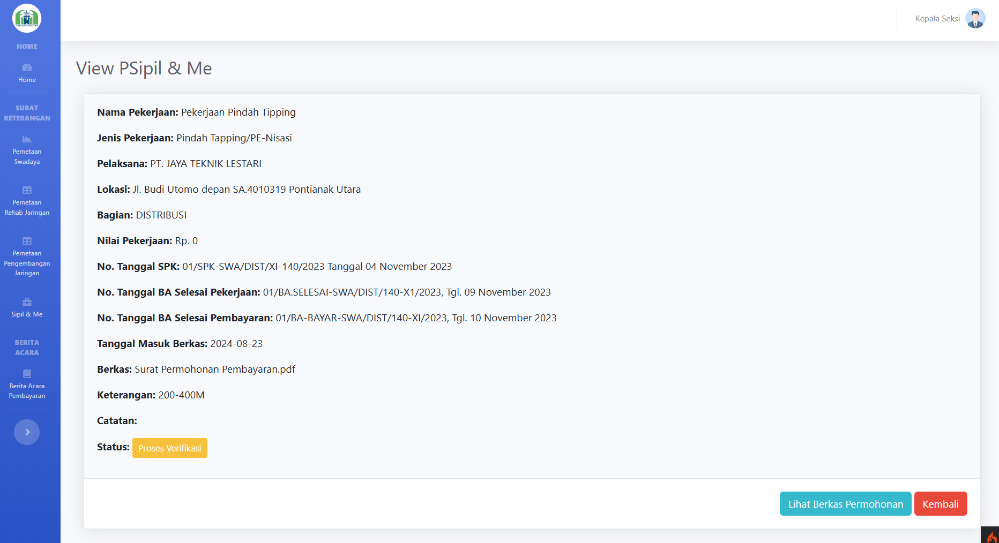 TIRTA KHATULISTIWA
HOME
Home
SURAT
KETERANGAN
Pemetaan
Swadaya
Pemetaan
Rehab Jaringan
Pemetaan
Pengembangan
Jaringan
Sipil & Me
BERITA
ACARA
Berita Acara
Pembayaran
Kepala Seksi
View PSipil & Me
Nama Pekerjaan: Pekerjaan Pindah Tipping
Jenis Pekerjaan: Pindah Tapping/PE-Nisasi
Pelaksana: PT. JAYA TEKNIK LESTARI
Lokasi: Jl. Budi Utomo depan SA.4010319 Pontianak Utara
Bagian: DISTRIBUSI
Nilai Pekerjaan: Rp. 0
No. Tanggal SPK: 01/SPK-SWA/DIST/XI-140/2023 Tanggal 04 November 2023
No. Tanggal BA Selesai Pekerjaan: 01/BA.SELESAI-SWA/DIST/140-X1/2023, Tgl. 09 November 2023
No. Tanggal BA Selesai Pembayaran: 01/BA-BAYAR-SWA/DIST/140-XI/2023, Tgl. 10 November 2023
Tanggal Masuk Berkas: 2024-08-23
Berkas: Surat Permohonan Pembayaran.pdf
Keterangan: 200-400M
Catatan:
Status: Proses Verifikasi
Lihat Berkas Permohonan Kembali